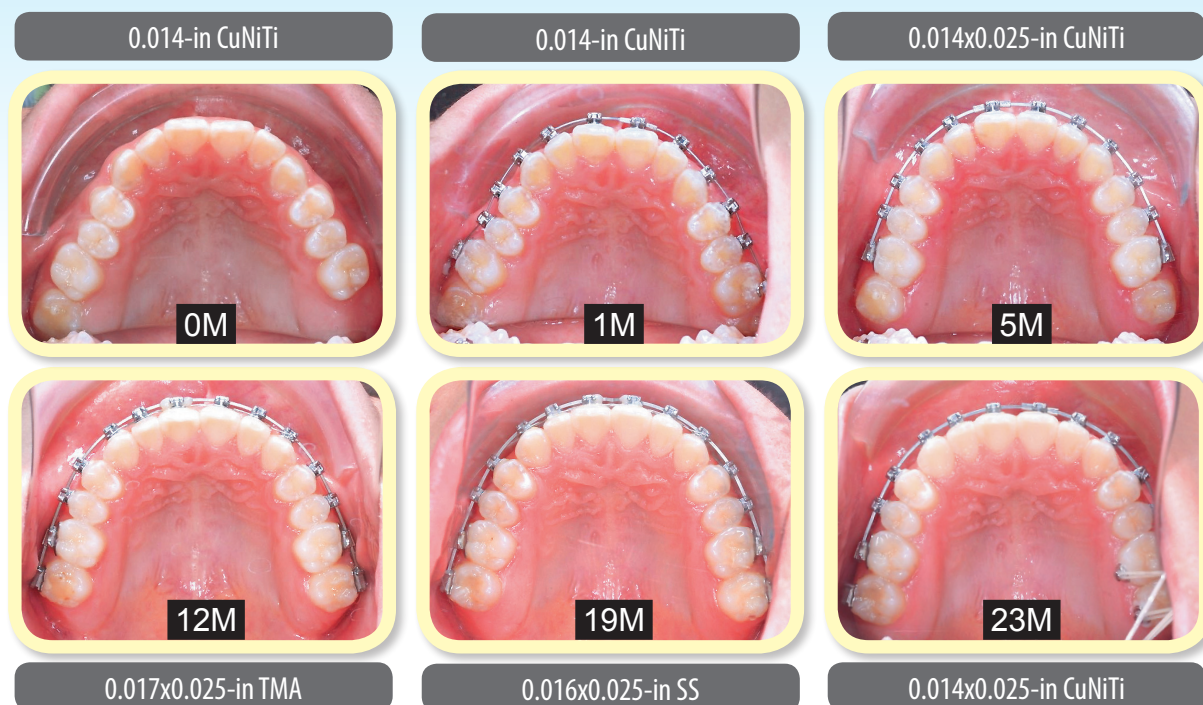 0.014-in CuNiTi
0.014-in CuNiTi
0.014x0.025-in CuNiTi
0M
1M
5M
12M
19M
23M
0.017x0.025-in TMA
0.016x0.025-in SS
0.014x0.025-in CuNiTi